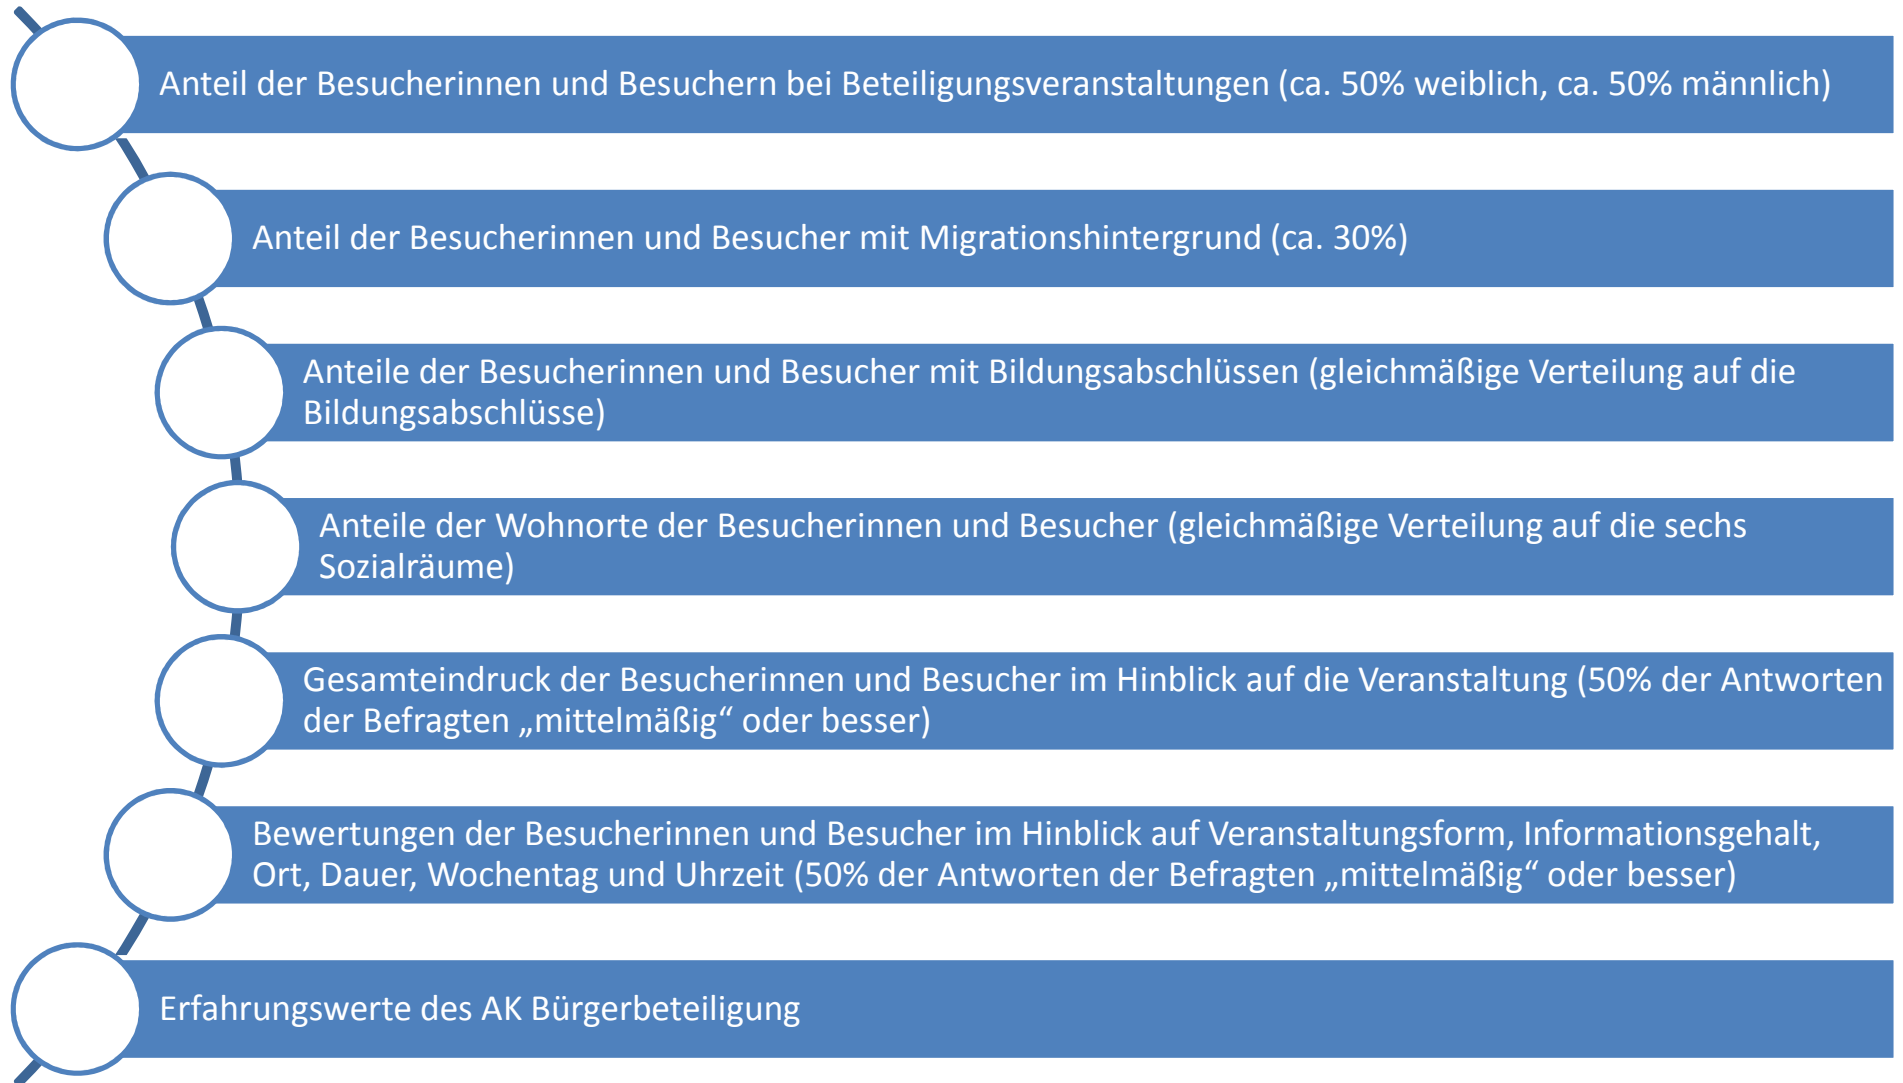 Anteil der Besucherinnen und Besuchern bei Beteiligungsveranstaltungen (ca. 50% weiblich, ca. 50% männlich)
Anteil der Besucherinnen und Besucher mit Migrationshintergrund (ca. 30%)
Anteile der Besucherinnen und Besucher mit Bildungsabschlüssen (gleichmäßige Verteilung auf die
Bildungsabschlüsse)
Anteile der Wohnorte der Besucherinnen und Besucher (gleichmäßige Verteilung auf die sechs
Sozialräume)
Gesamteindruck der Besucherinnen und Besucher im Hinblick auf die Veranstaltung (50% der Antworten
der Befragten „mittelmäßig“ oder besser)
Bewertungen der Besucherinnen und Besucher im Hinblick auf Veranstaltungsform, Informationsgehalt,
Ort, Dauer, Wochentag und Uhrzeit (50% der Antworten der Befragten „mittelmäßig“ oder besser)
Erfahrungswerte des AK Bürgerbeteiligung